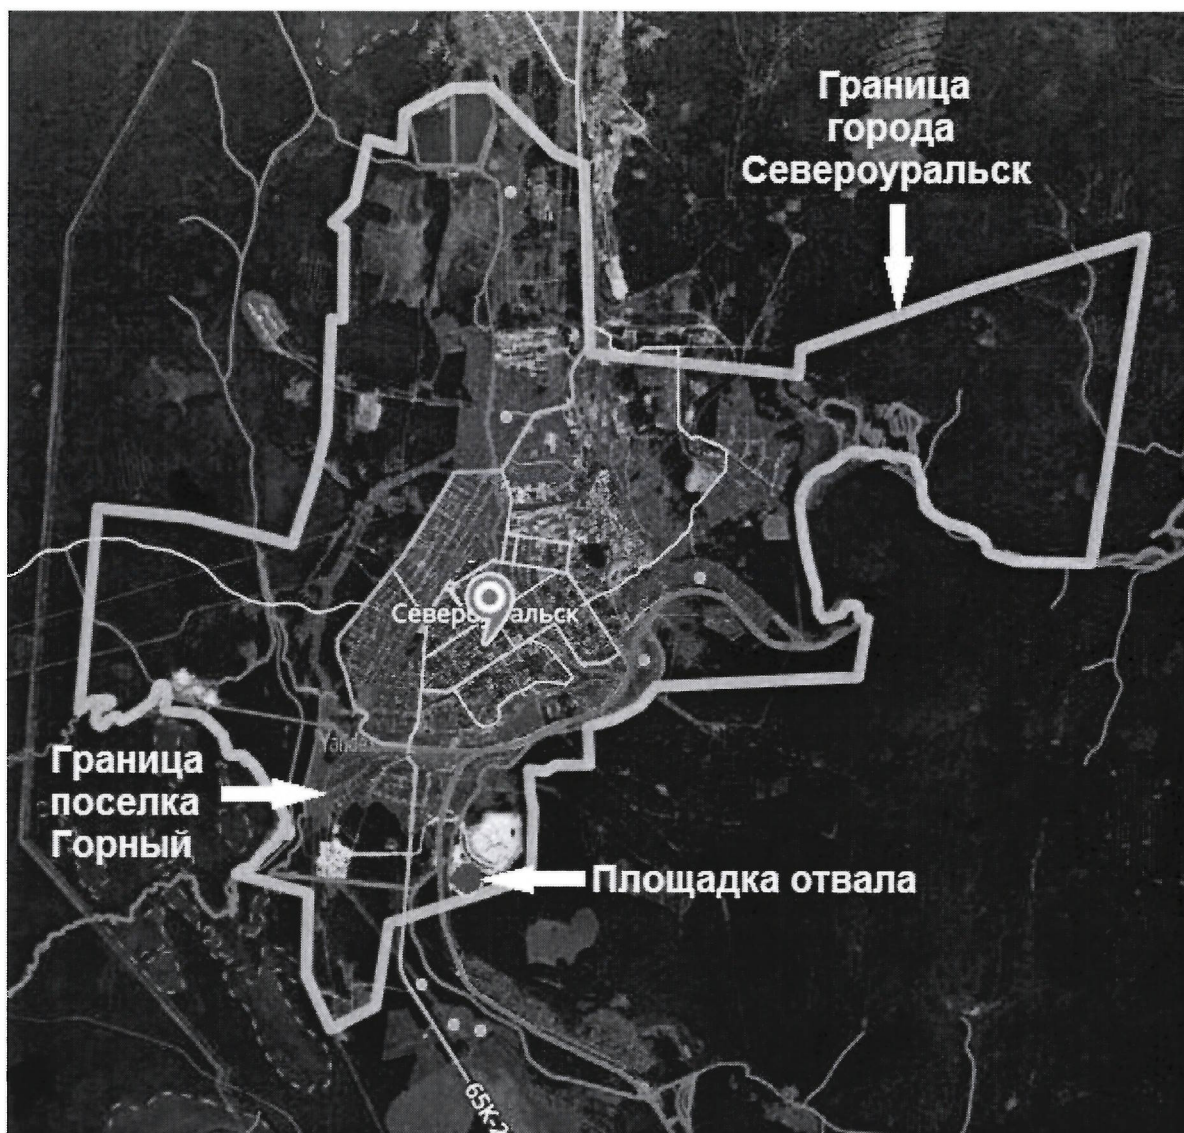 Граница
города
Североуральск
Североуральск
Граница
поселка
Горный
Площадка отвала